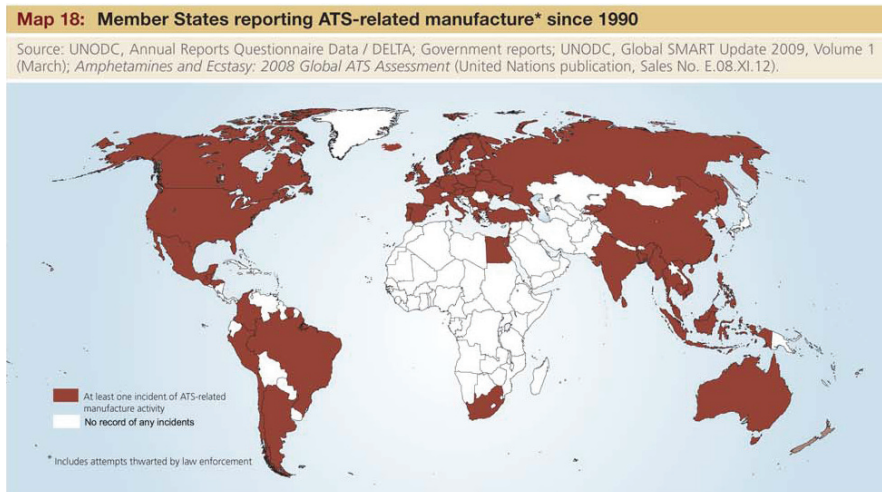 Map 18: Member States reporting ATS-related manufacture* since 1990
Source: UNODC, Annual Reports Questionnaire Data / DELTA; Government reports; UNODC, Global SMART Update 2009, Volume 1
(March); Amphetamines and Ecstasy: 2008 Global ATS Assessment (United Nations publication, Sales No. E.08.XI.12).
At least one incident of ATS-related
manufacture activity
No record of any incidents
* Includes attempts thwarted by law enforcement